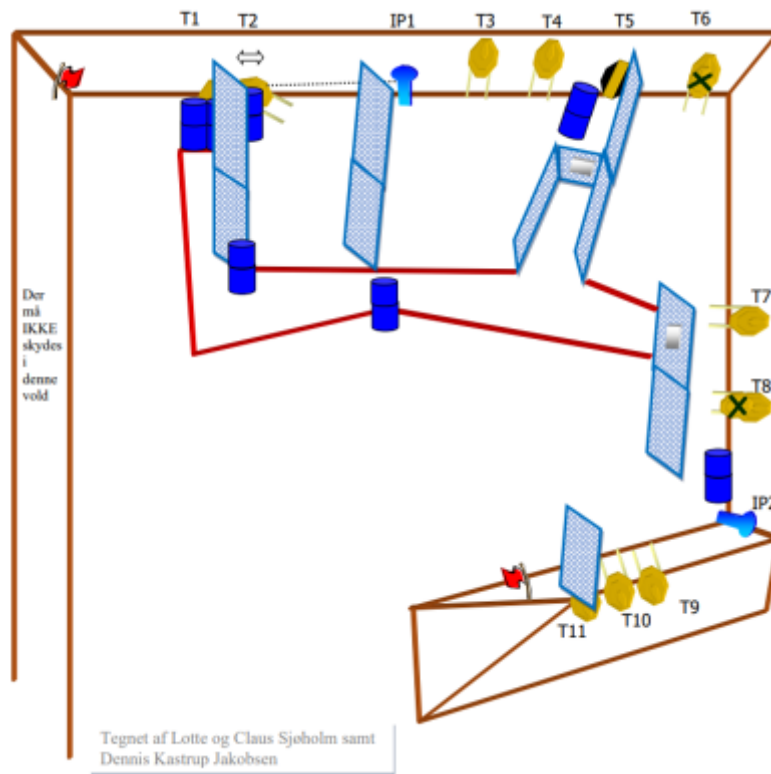 T1
T2
IP1
T3
T4
T5
T6
Der
må
IKKE
skydes
i
denne
vold
T7
T8
IP2
T9
T10
T11
Tegnet af Lotte og Claus Sjøholm samt
Dennis Kastrup Jakobsen